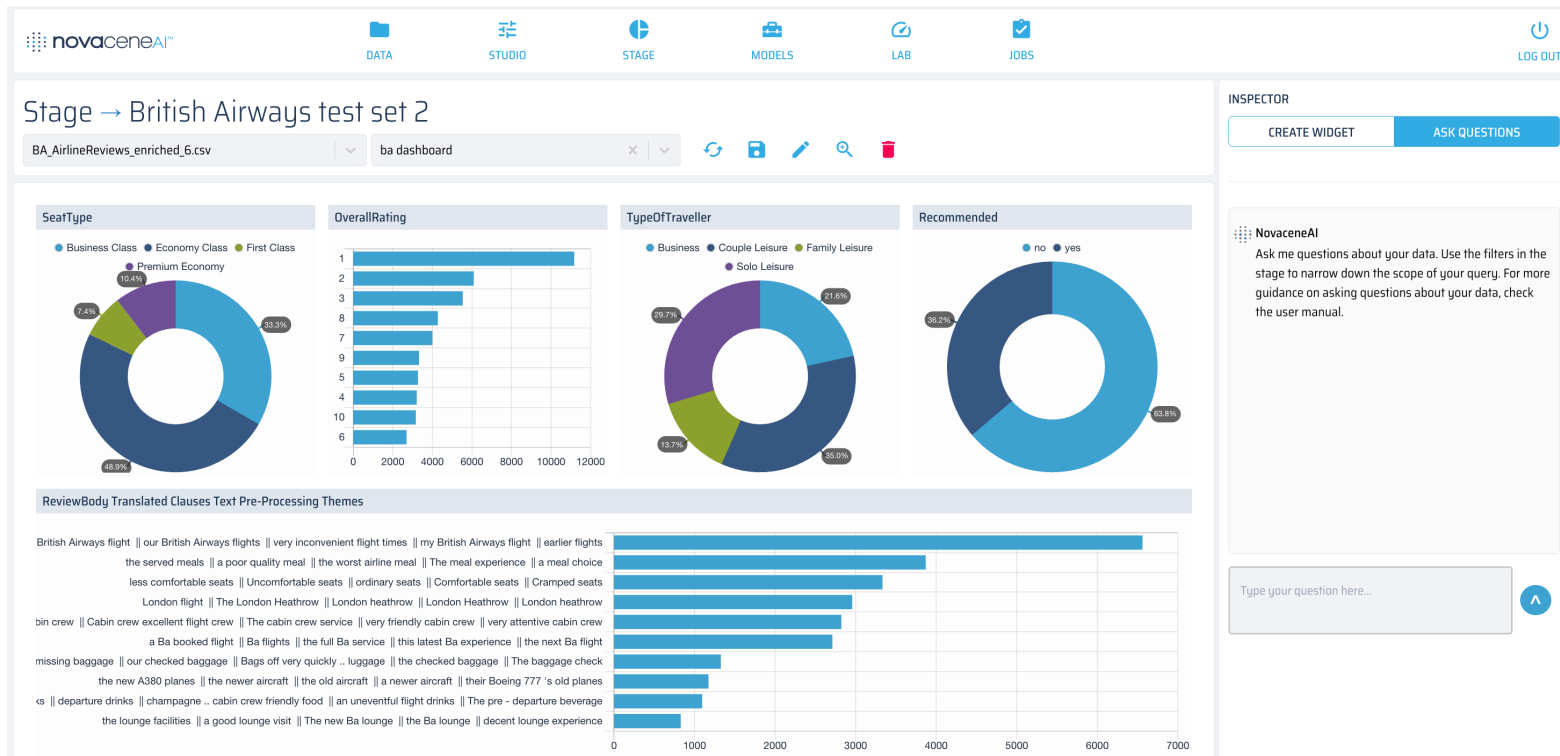 novaceneAI™
DATA
STUDIO
STAGE
MODELS
LAB
JOBS
LOG OUT
Stage → British Airways test set 2
BA_AirlineReviews_enriched_6.csv
ba dashboard
INSPECTOR
CREATE WIDGET
ASK QUESTIONS
NovaceneAI
Ask me questions about your data. Use the filters in the
stage to narrow down the scope of your query. For more
guidance on asking questions about your data, check
the user manual.
Type your question here...
SeatType
Business Class Economy Class First Class
Premium Economy
10.4%
7.4%
33.3%
48.9%
OverallRating
1
2
3
8
7
9
5
4
10
6
0 2000 4000 6000 8000 10000 12000
TypeOfTraveller
Business Couple Leisure Family Leisure
Solo Leisure
21.6%
29.7%
13.7%
35.0%
Recommended
no yes
36.2%
63.8%
ReviewBody Translated Clauses Text Pre-Processing Themes
British Airways flight || our British Airways flights || very inconvenient flight times || my British Airways flight || earlier flights
the served meals || a poor quality meal || the worst airline meal || The meal experience || a meal choice
less comfortable seats || Uncomfortable seats || ordinary seats || Comfortable seats || Cramped seats
London flight || The London Heathrow || London heathrow || London Heathrow || London heathrow
bin crew || Cabin crew excellent flight crew || The cabin crew service || very friendly cabin crew || very attentive cabin crew
a Ba booked flight || Ba flights || the full Ba service || this latest Ba experience || the next Ba flight
missing baggage || our checked baggage || Bags off very quickly .. luggage || the checked baggage || The baggage check
the new A380 planes || the newer aircraft || the old aircraft || a newer aircraft || their Boeing 777 's old planes
ks || departure drinks || champagne .. cabin crew friendly food || an uneventful flight drinks || The pre - departure beverage
the lounge facilities || a good lounge visit || The new Ba lounge || the Ba lounge || decent lounge experience
0 1000 2000 3000 4000 5000 6000 7000